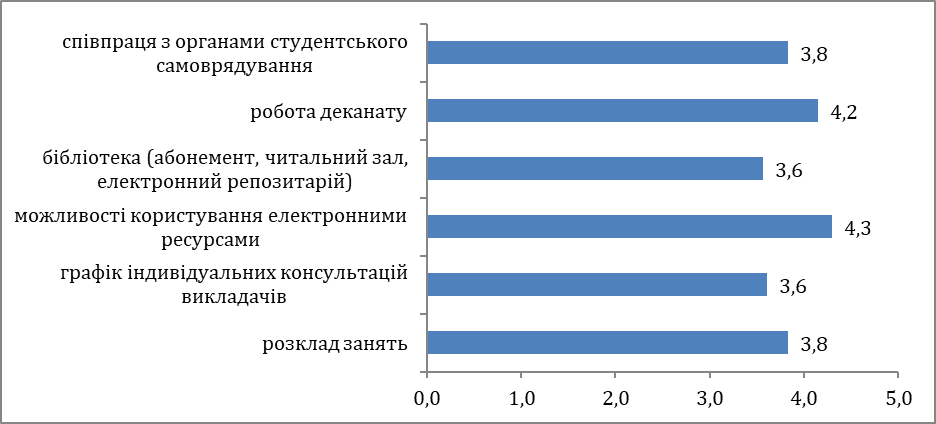 співпраця з органами студентського
самоврядування
3,8
робота деканату
4,2
бібліотека (абонемент, читальний зал,
електронний репозитарій)
3,6
можливості користування електронними
ресурсами
4,3
графік індивідуальних консультацій
викладачів
3,6
розклад занять
3,8
0,0 1,0 2,0 3,0 4,0 5,0